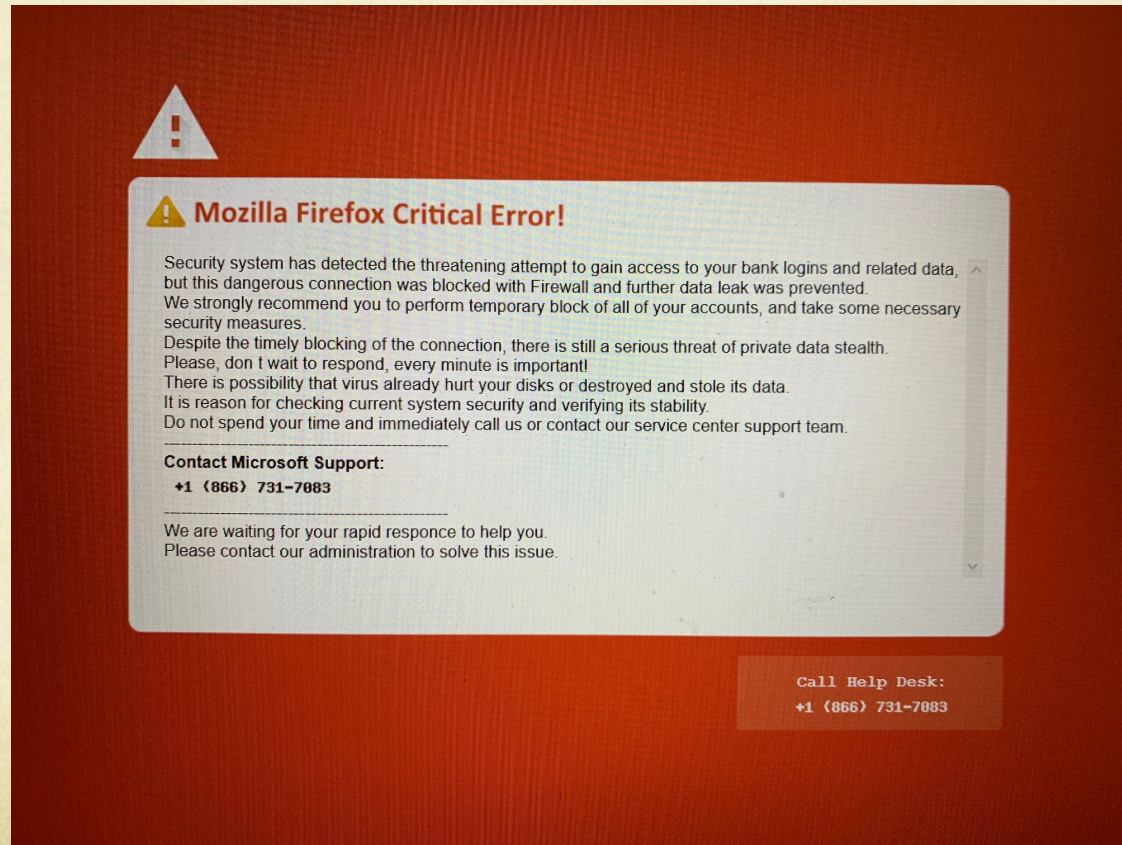 Mozilla Firefox Critical Error!
Security system has detected the threatening attempt to gain access to your bank logins and related data,
but this dangerous connection was blocked with Firewall and further data leak was prevented.
We strongly recommend you to perform temporary block of all of your accounts, and take some necessary
security measures.
Despite the timely blocking of the connection, there is still a serious threat of private data stealth.
Please, don t wait to respond, every minute is important!
There is possibility that virus already hurt your disks or destroyed and stole its data.
It is reason for checking current system security and verifying its stability.
Do not spend your time and immediately call us or contact our service center support team.
Contact Microsoft Support:
+1 (866) 731-7083
We are waiting for your rapid responce to help you.
Please contact our administration to solve this issue.
Call Help Desk:
+1 (866) 731-7083